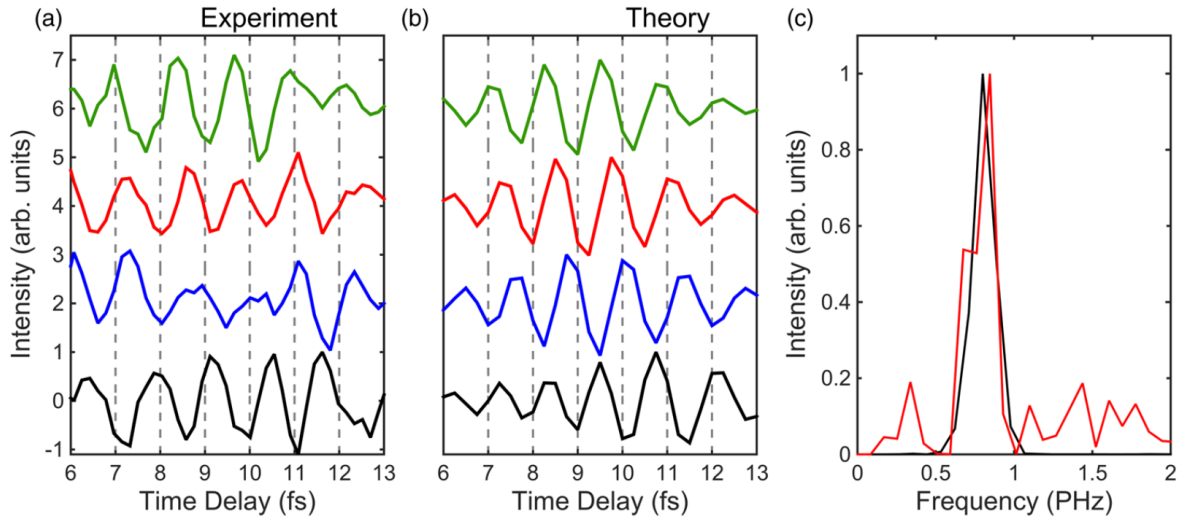 (a) Experiment
(b) Theory
(c)
Intensity (arb. units)
7
6
5
4
3
2
1
0
-1
6 7 8 9 10 11 12 13
Time Delay (fs)
6 7 8 9 10 11 12 13
Time Delay (fs)
Intensity (arb. units)
1
0.8
0.6
0.4
0.2
0
0 0.5 1 1.5 2
Frequency (PHz)